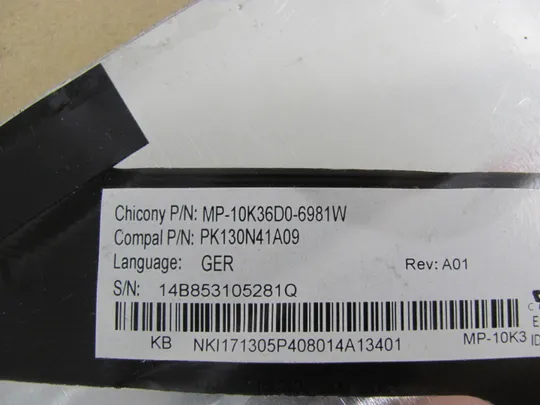 Chicony P/N: MP-10K36D0-6981W
Compal P/N: PK130N41A09
Language: GER Rev: A01
S/N: 14B853105281Q
KB NKI171305P408014A13401 MP-10K3